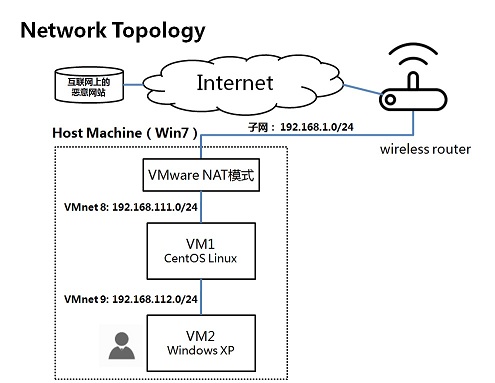 Network Topology
互联网上的
恶意网站
Internet
子网： 192.168.1.0/24
Host Machine（Win7）
wireless router
VMware NAT模式
VMnet 8: 192.168.111.0/24
VM1
CentOS Linux
VMnet 9: 192.168.112.0/24
VM2
Windows XP